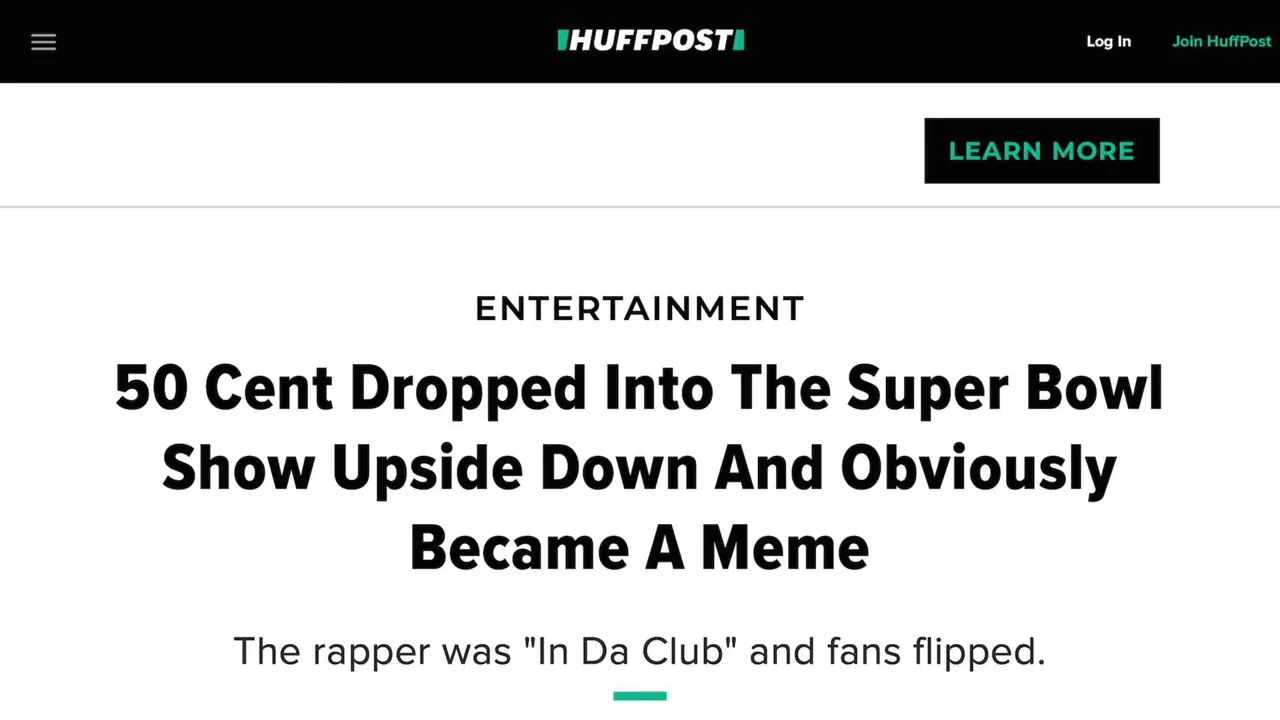 HUFFPOST
Log In
Join HuffPost
LEARN MORE
ENTERTAINMENT
50 Cent Dropped Into The Super Bowl
Show Upside Down And Obviously
Became A Meme
The rapper was "In Da Club" and fans flipped.